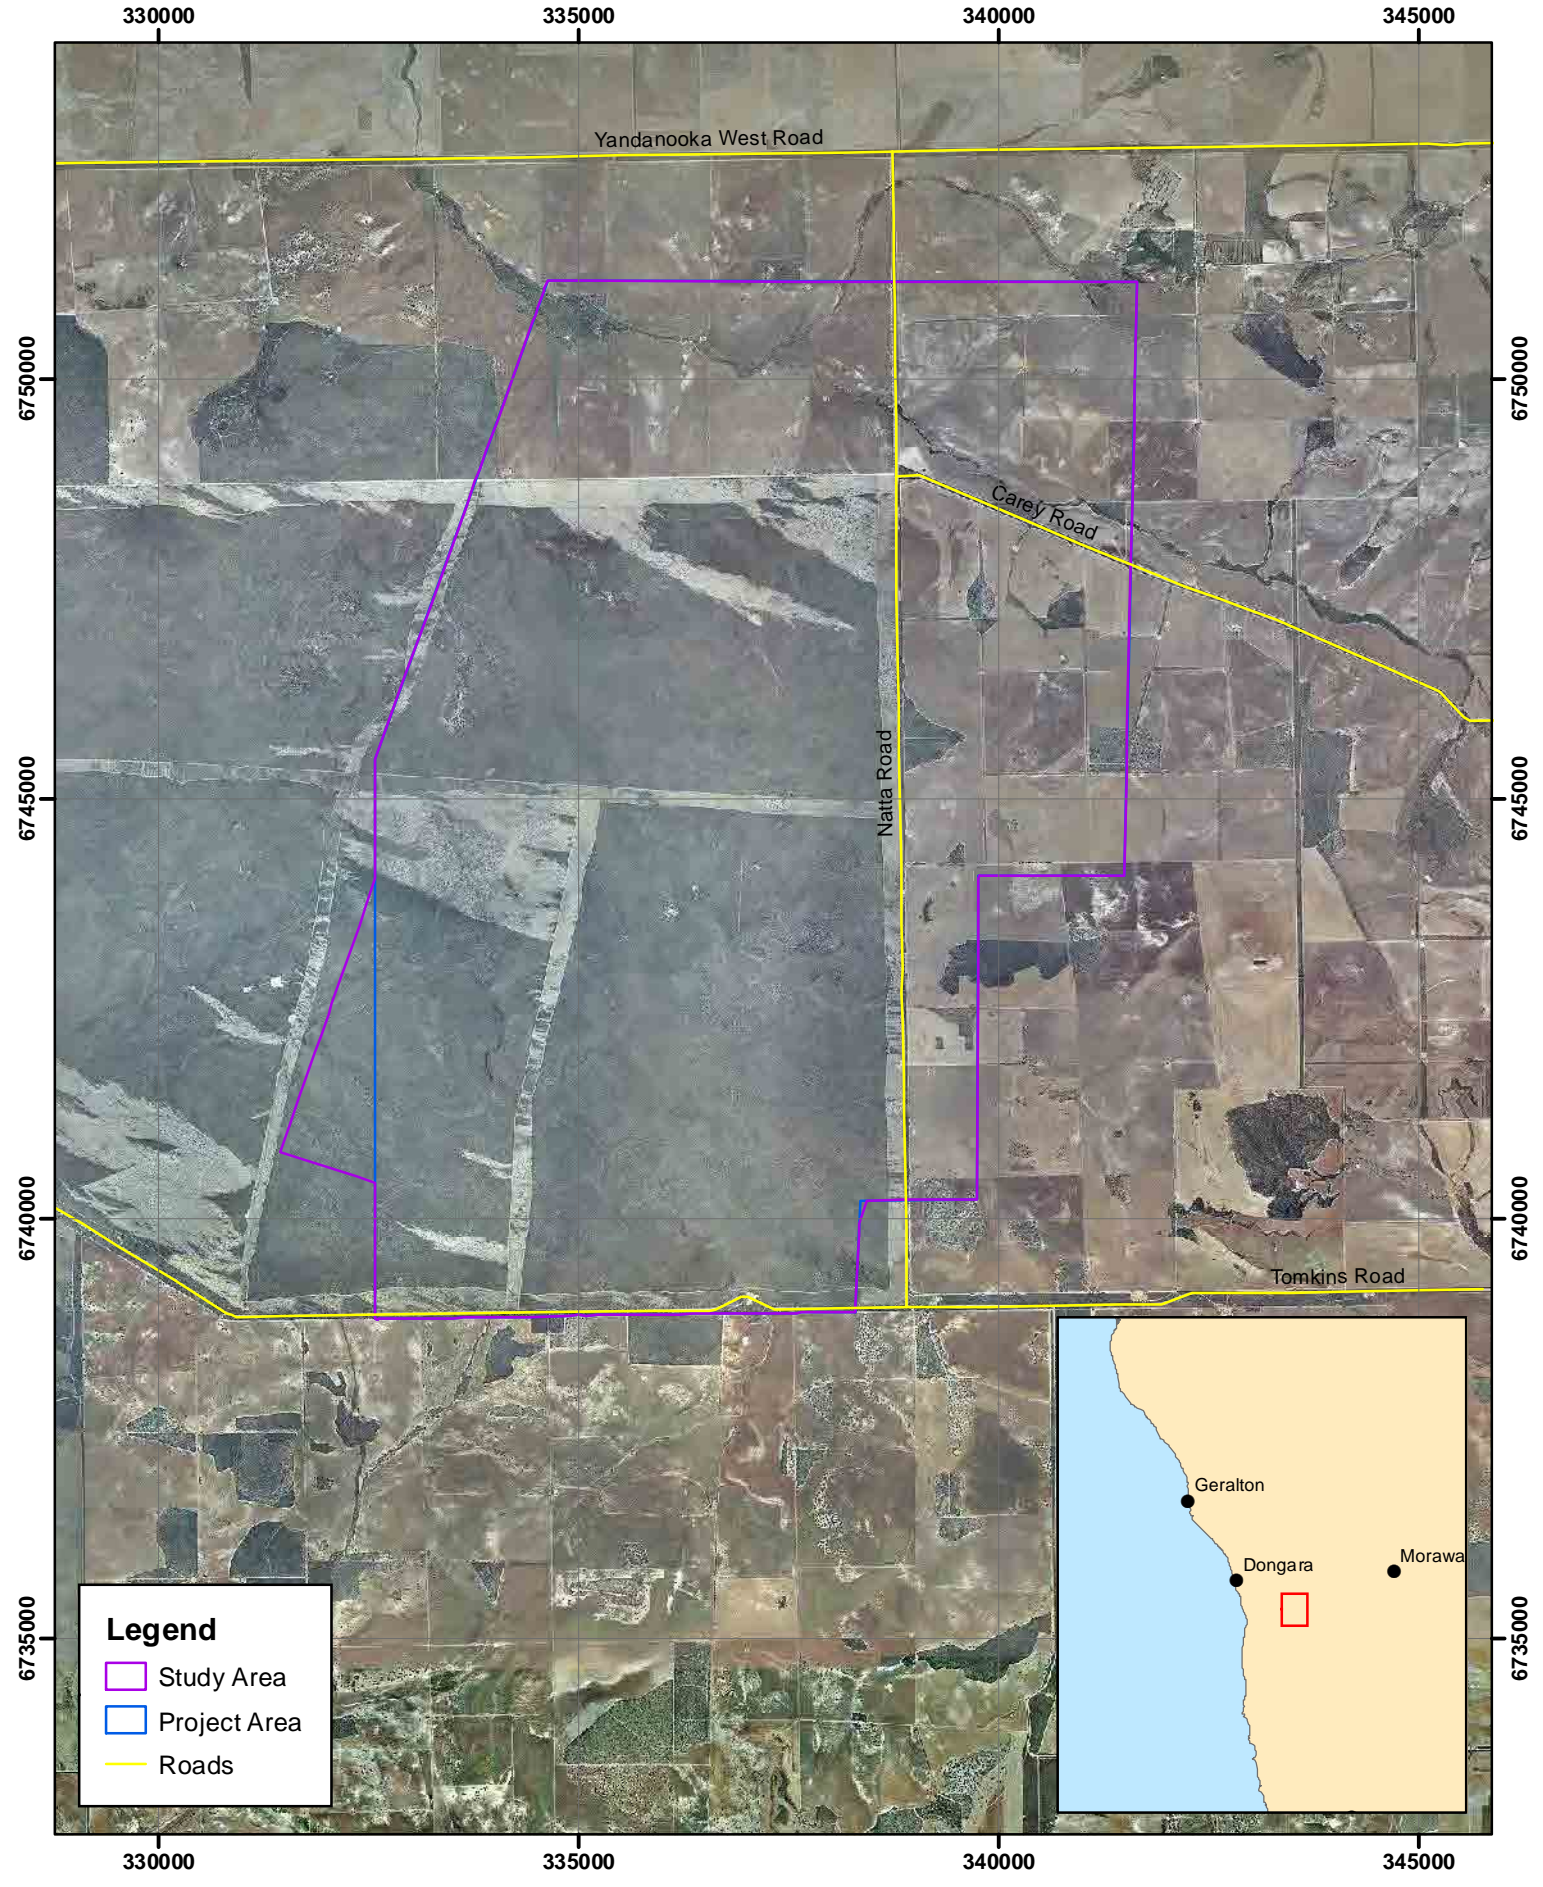 330000
335000
340000
345000
Yandanooka West Road
6750000
6750000
Carey Road
Natta Road
6745000
6745000
6740000
6740000
Tomkins Road
Geralton
Dongara
Morawa
6735000
6735000
Legend
Study Area
Project Area
Roads
330000
335000
340000
345000